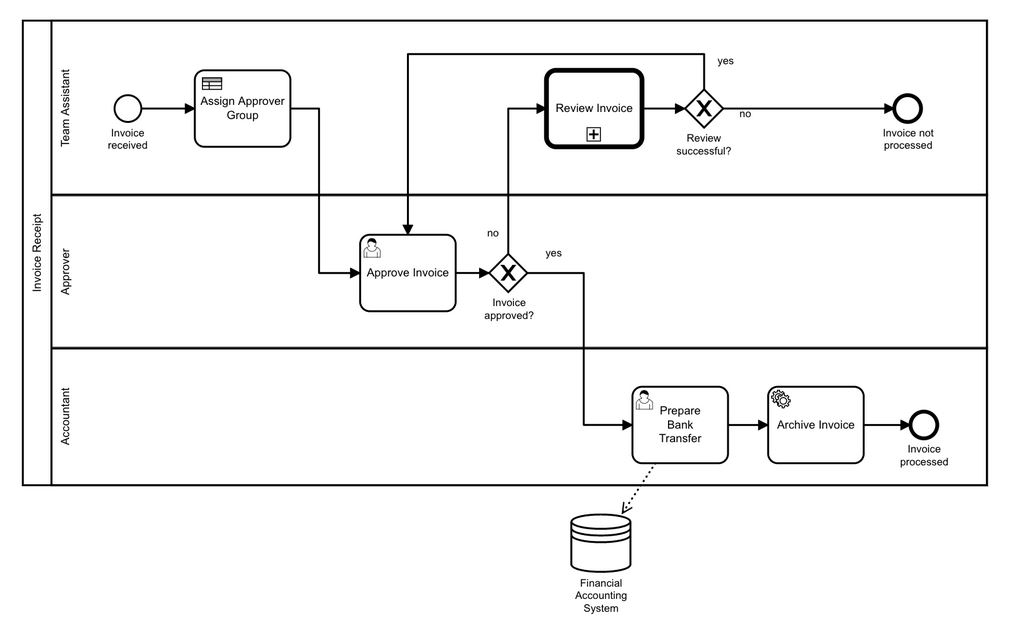 Invoice Receipt
Team Assistant
Invoice
received
Assign Approver
Group
Review Invoice
yes
no
Review
successful?
Invoice not
processed
Approver
Approve Invoice
no
yes
Invoice
approved?
Accountant
Prepare
Bank
Transfer
Archive Invoice
Invoice
processed
Financial
Accounting
System